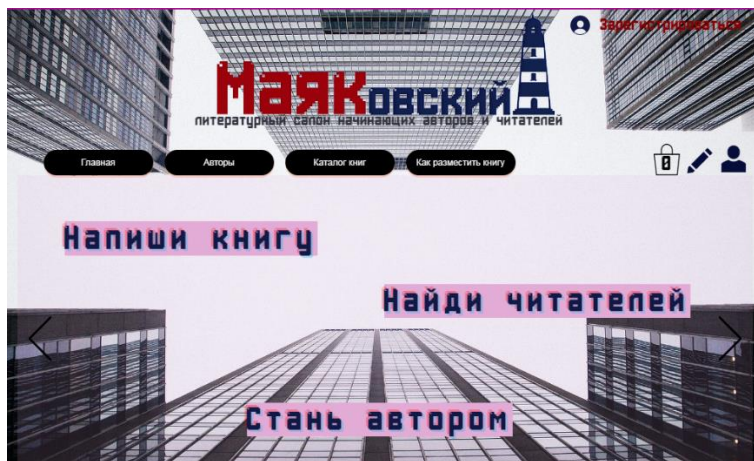 Зарегистрироваться
Маяковский
литературный салон начинающих авторов и читателей
Главная
Авторы
Каталог книг
Как разместить книгу
0
Напиши книгу
Найди читателей
Стань автором